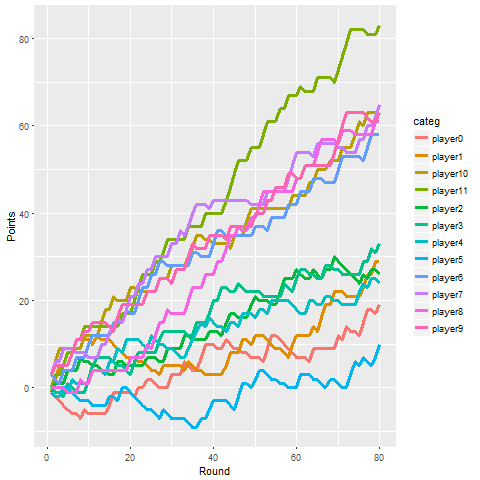 80
60
40
20
0
Points
0
20
40
60
80
Round
categ
player0
player1
player10
player11
player2
player3
player4
player5
player6
player7
player8
player9